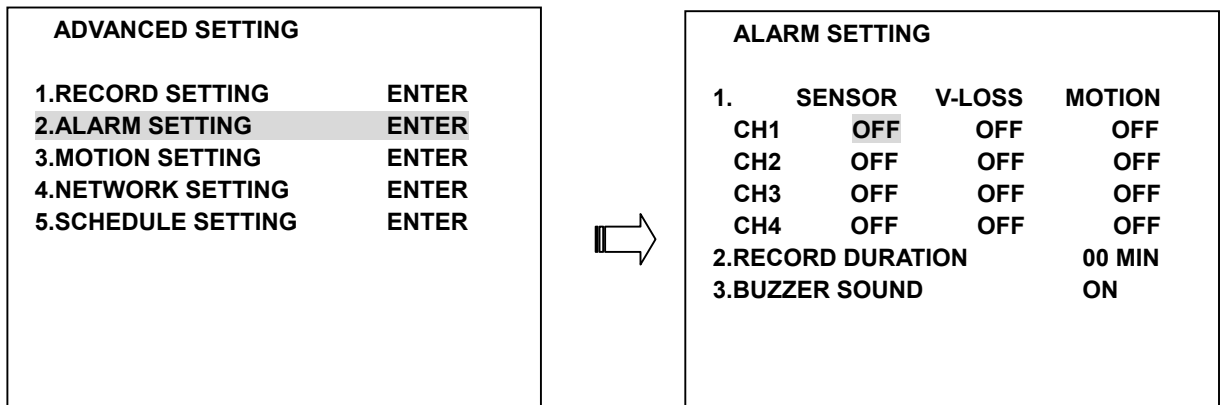 ADVANCED SETTING
1.RECORD SETTING ENTER
2.ALARM SETTING ENTER
3.MOTION SETTING ENTER
4.NETWORK SETTING ENTER
5.SCHEDULE SETTING ENTER
ALARM SETTING
1. SENSOR V-LOSS MOTION
CH1 OFF OFF OFF
CH2 OFF OFF OFF
CH3 OFF OFF OFF
CH4 OFF OFF OFF
2.RECORD DURATION 00 MIN
3.BUZZER SOUND ON